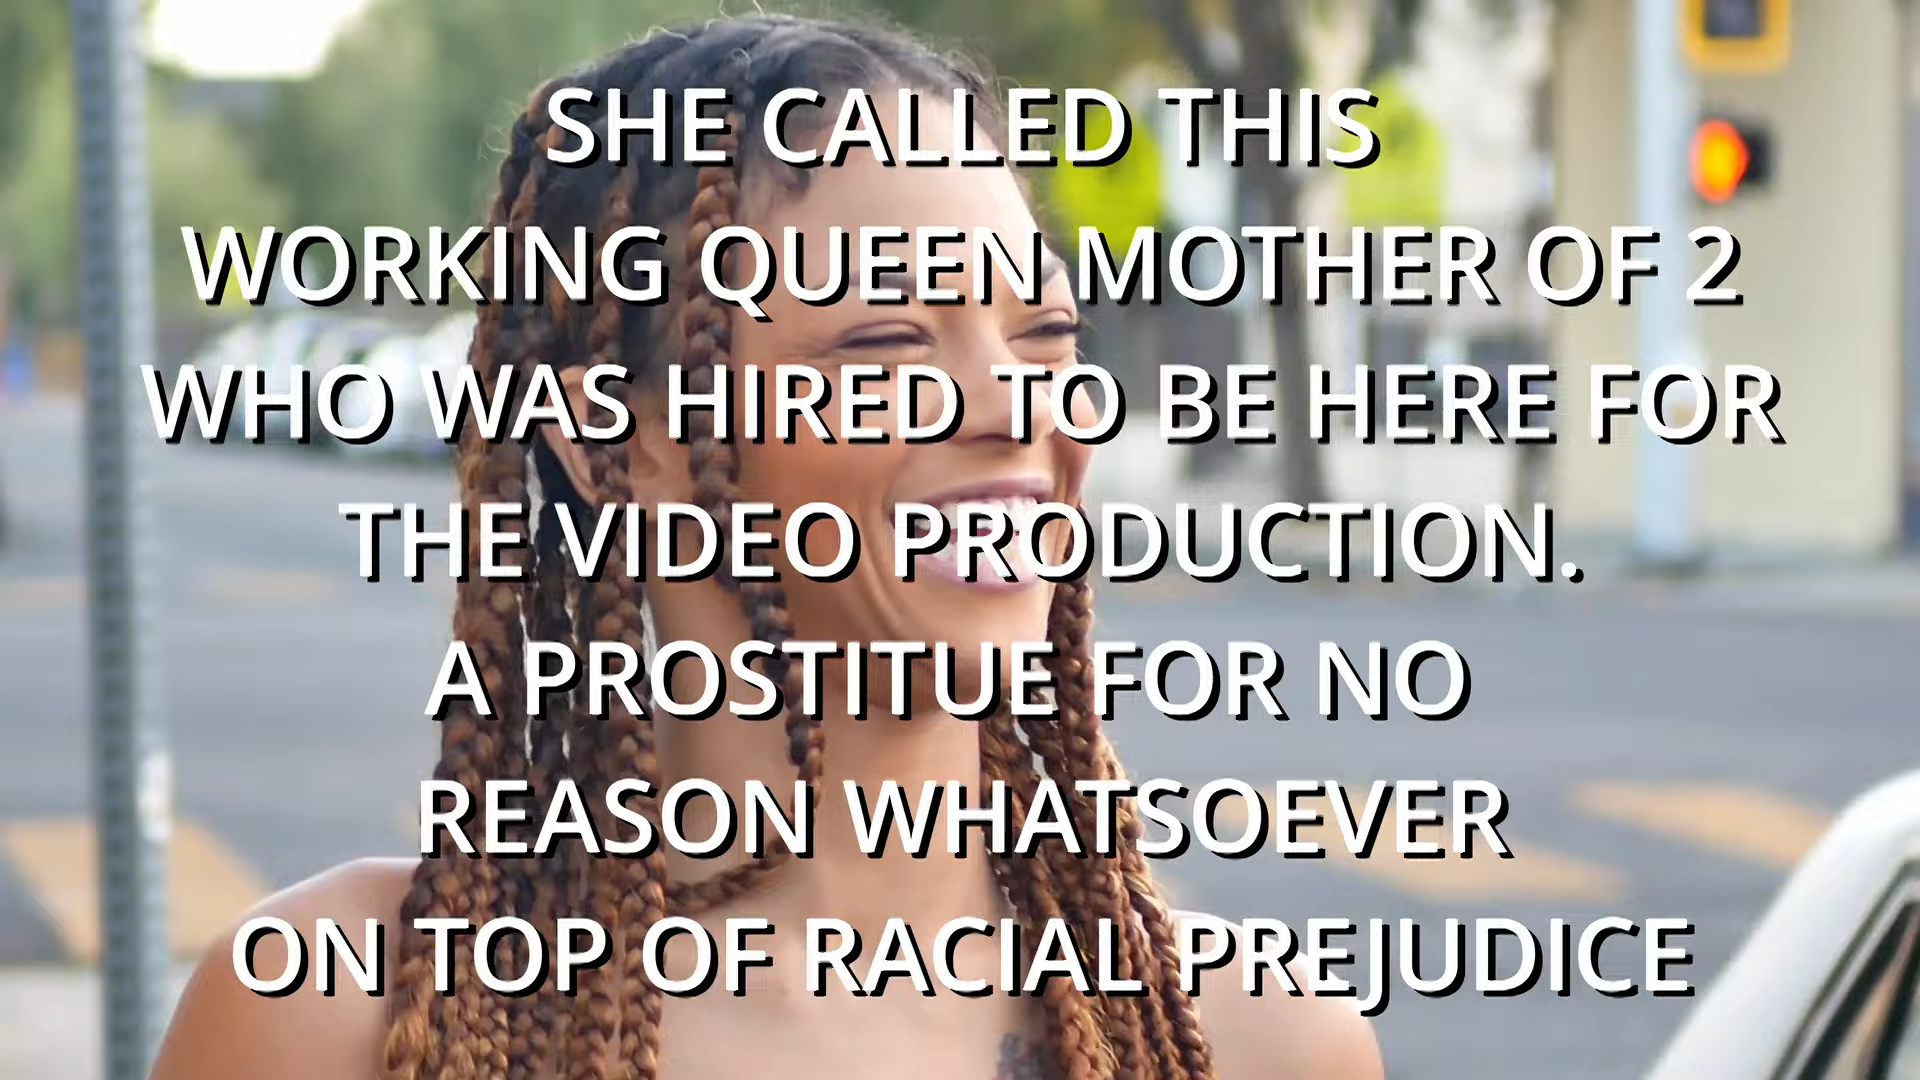 SHE CALLED THIS
WORKING QUEEN MOTHER OF 2
WHO WAS HIRED TO BE HERE FOR
THE VIDEO PRODUCTION.
A PROSTITUE FOR NO
REASON WHATSOEVER
ON TOP OF RACIAL PREJUDICE